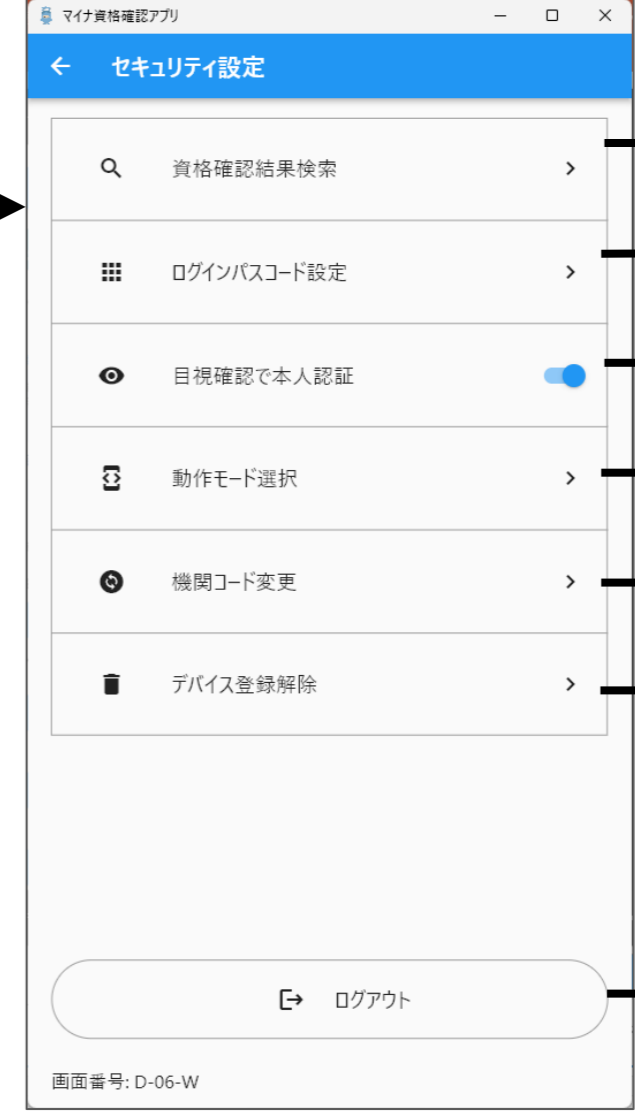 マイナ資格確認アプリ
セキュリティ設定
資格確認結果検索
ログインパスコード設定
目視確認で本人認証
動作モード選択
機関コード変更
デバイス登録解除
ログアウト
画面番号: D-06-W